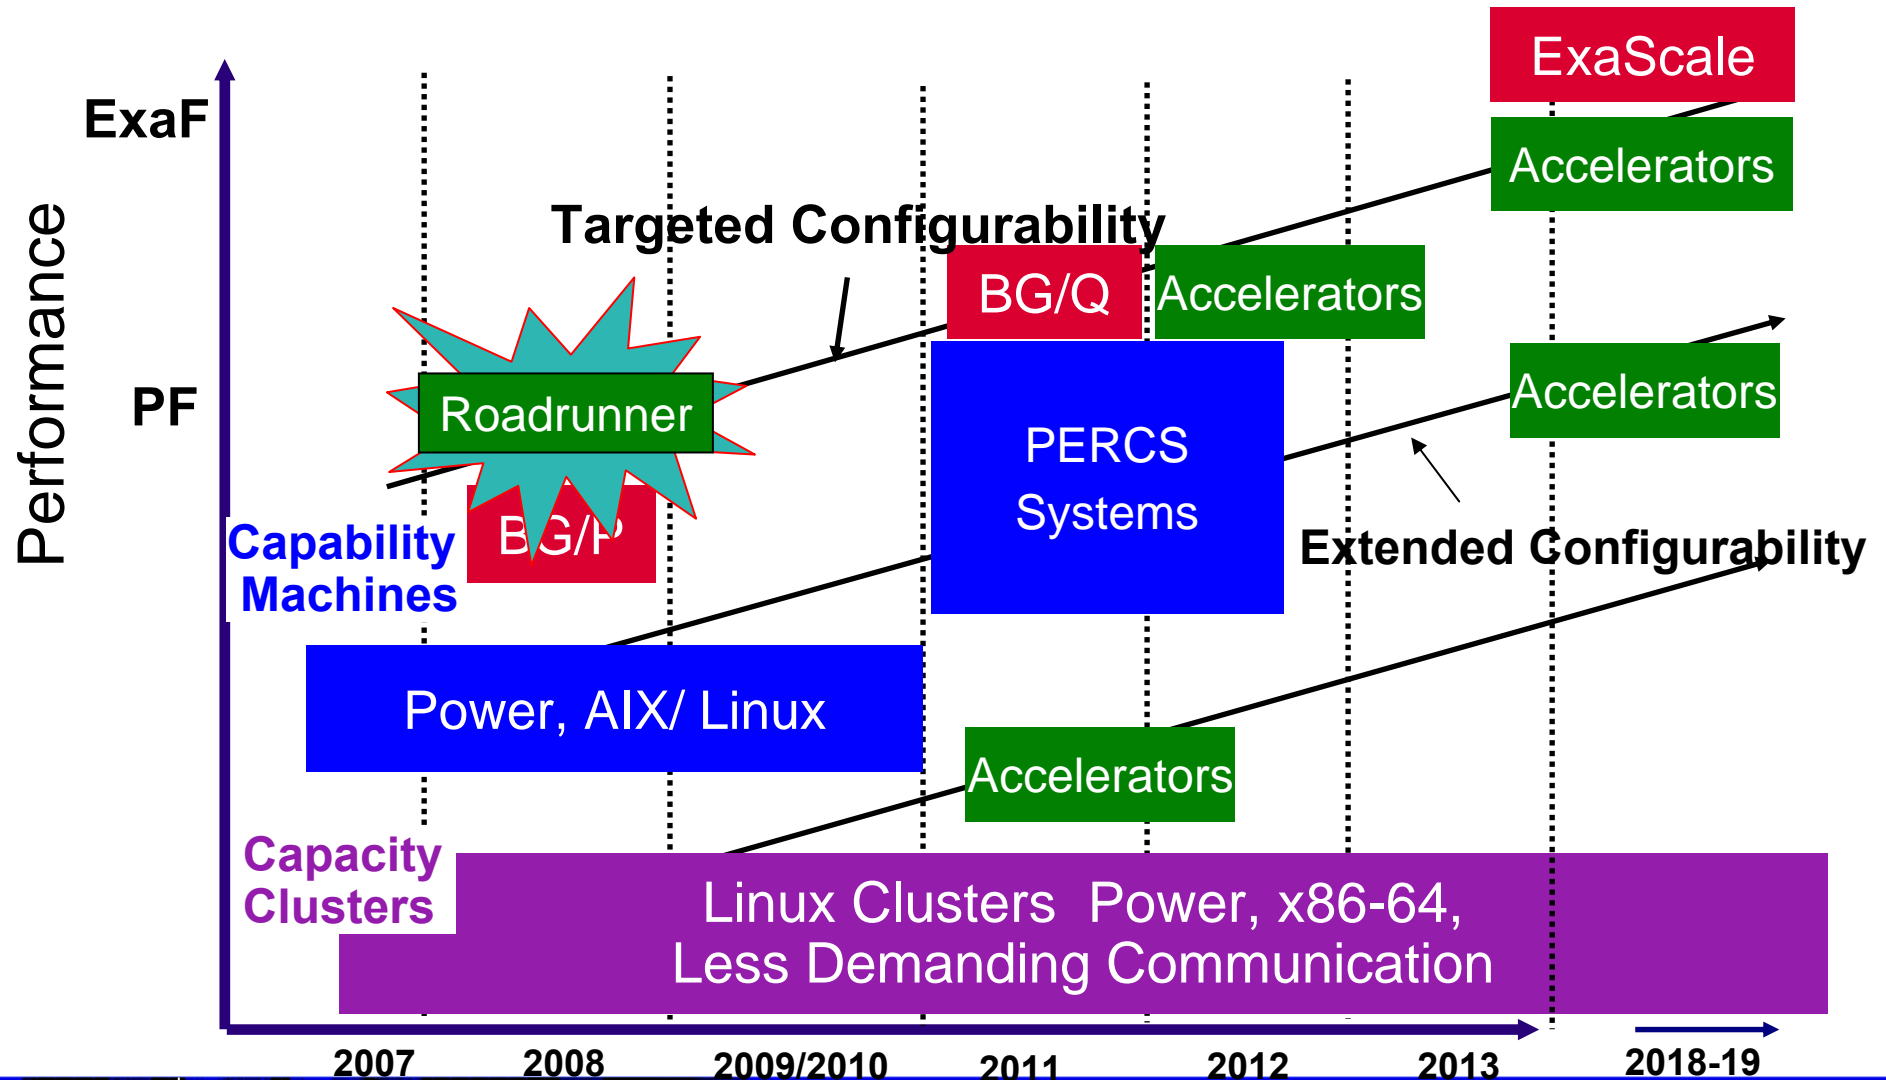 ExaScale
ExaF
Accelerators
Performance
Targeted Configurability
BG/Q
Accelerators
PF
Roadrunner
Accelerators
PERCS
Systems
BG/P
Capability
Machines
Extended Configurability
Power, AIX/ Linux
Accelerators
Capacity
Clusters
Linux Clusters Power, x86-64,
Less Demanding Communication
2007 2008 2009/2010 2011 2012 2013 2018-19